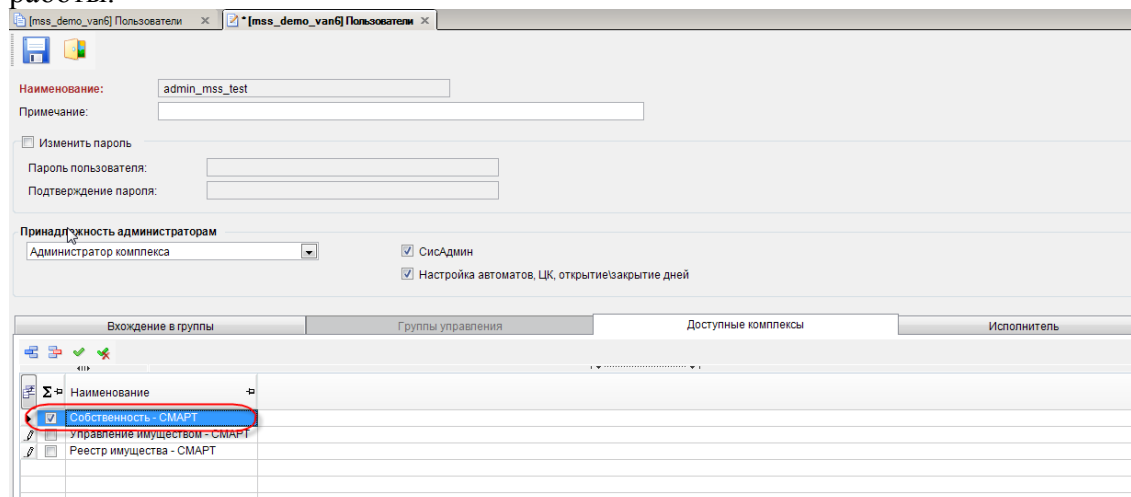 работы.
[mss_demo_van6] Пользователи
* [mss_demo_van6] Пользователи
Наименование: admin_mss_test
Примечание:
Изменить пароль
Пароль пользователя:
Подтверждение пароля:
Принадлежность администраторам
Администратор комплекса
СисАдмин
Настройка автоматов, ЦК, открытие\закрытие дней
Вхождение в группы Группы управления Доступные комплексы Исполнитель
Σ Наименование
Собственность - СМАРТ
Управление имуществом - СМАРТ
Реестр имущества - СМАРТ